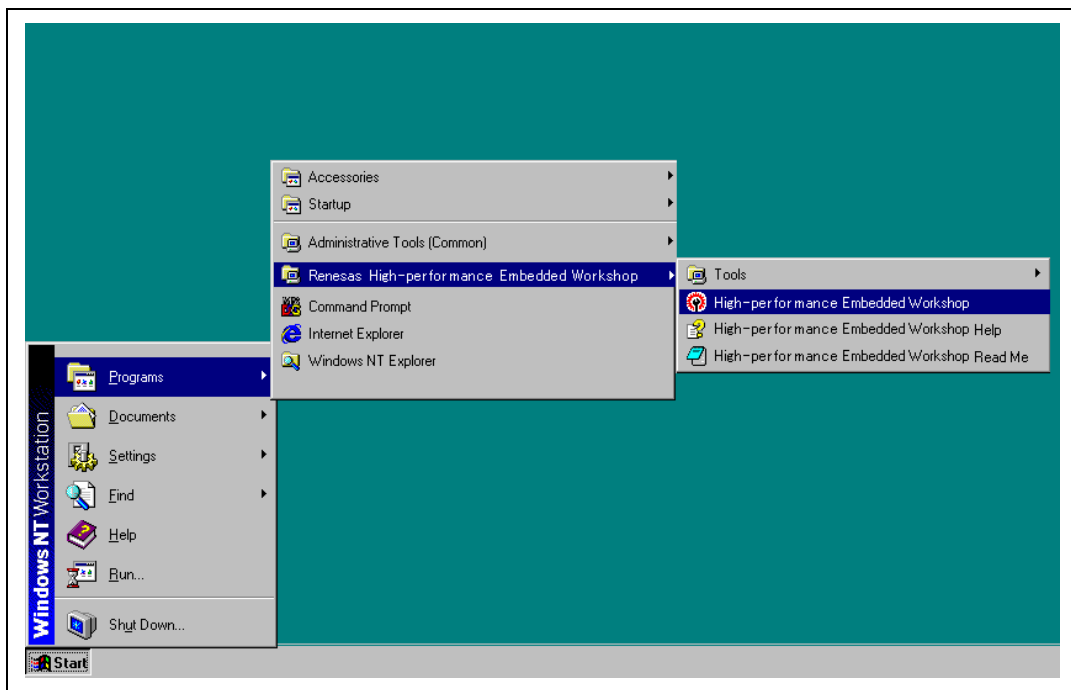 Accessories
Startup
Administrative Tools (Common)
Renesas High-performance Embedded Workshop
Command Prompt
Internet Explorer
Windows NT Explorer
Tools
High-performance Embedded Workshop
High-performance Embedded Workshop Help
High-performance Embedded Workshop Read Me
Windows NT Workstation
Programs
Documents
Settings
Find
Help
Run...
Shut Down...
Start